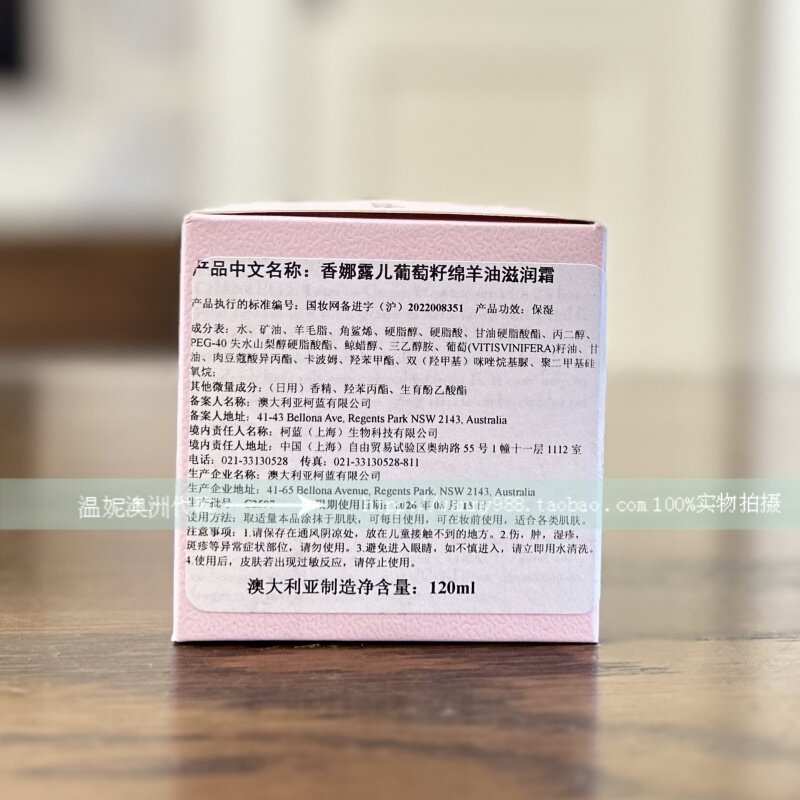 产品中文名称：香娜露儿葡萄籽绵羊油滋润霜
产品执行的标准编号：国妆网备进字（沪）2022008351 产品功效：保湿
成分表：水、矿油、羊毛脂、角鲨烯、硬脂醇、硬脂酸、甘油硬脂酸酯、丙二醇、
PEG-40 失水山梨醇硬脂酸酯、鲸蜡醇、三乙醇胺、葡萄(VITISVINIFERA)籽油、甘
油、肉豆蔻酸异丙酯、卡波姆、羟苯甲酯、双（羟甲基）咪唑烷基脲、聚二甲基硅
氧烷;
其他微量成分：（日用）香精、羟苯丙酯、生育酚乙酸酯
备案人名称：澳大利亚柯蓝有限公司
备案人地址：41-43 Bellona Ave, Regents Park NSW 2143, Australia
境内责任人名称：柯蓝（上海）生物科技有限公司
境内责任人地址：中国（上海）自由贸易试验区奥纳路 55 号 1 幢十一层 1112 室
电话：021-33130528 传真：021-33130528-811
生产企业名称：澳大利亚柯蓝有限公司
生产企业地址：41-65 Bellona Avenue, Regents Park, NSW 2143, Australia
限期使用日期：2026 年 08 月 15 日
温妮澳洲代 .taobao.com 100%实物拍摄
使用方法：取适量本品涂抹于肌肤，可每日使用，可在妆前使用，适合各类肌肤。
注意事项：1.请保存在通风阴凉处，放在儿童接触不到的地方。2.伤，肿，湿疹，
斑疹等异常症状部位，请勿使用。3.避免进入眼睛，如不慎进入，请立即用水清洗。
4.使用后，皮肤若出现过敏反应，请停止使用。
澳大利亚制造净含量：120ml